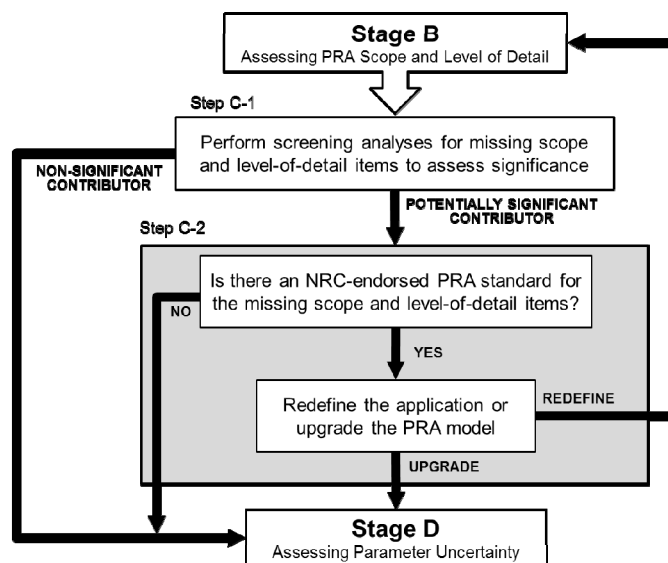 Stage B
Assessing PRA Scope and Level of Detail
Step C-1
Perform screening analyses for missing scope
and level-of-detail items to assess significance
NON-SIGNIFICANT
CONTRIBUTOR
POTENTIALLY SIGNIFICANT
CONTRIBUTOR
Step C-2
Is there an NRC-endorsed PRA standard for
the missing scope and level-of-detail items?
NO
YES
Redefine the application or
upgrade the PRA model
REDEFINE
UPGRADE
Stage D
Assessing Parameter Uncertainty